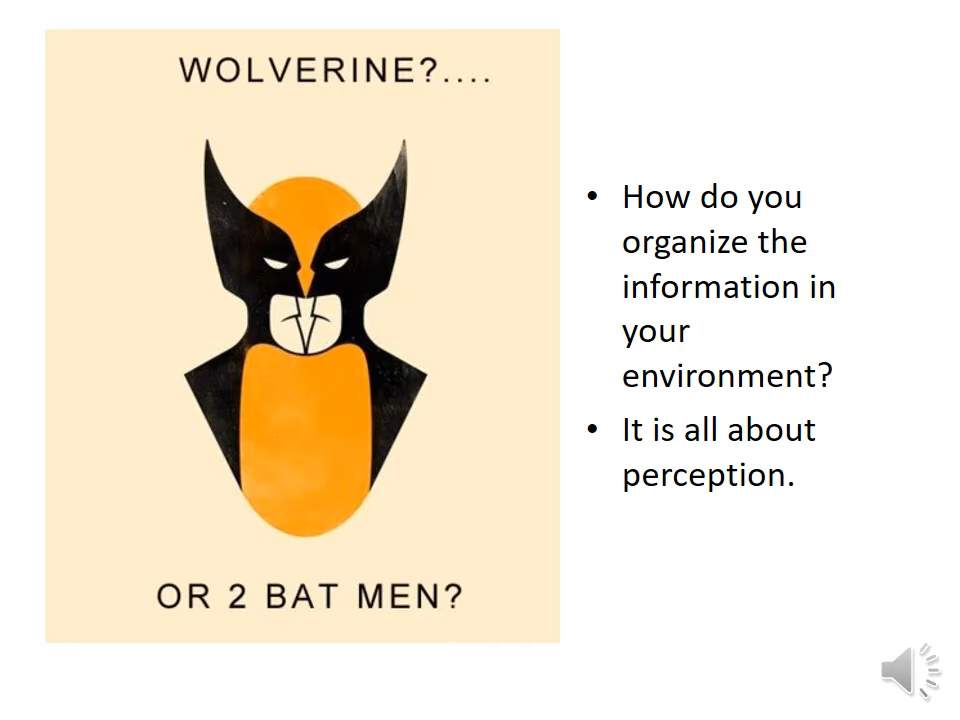 WOLVERINE?....
OR 2 BAT MEN?
• How do you
organize the
information in
your
environment?
• It is all about
perception.